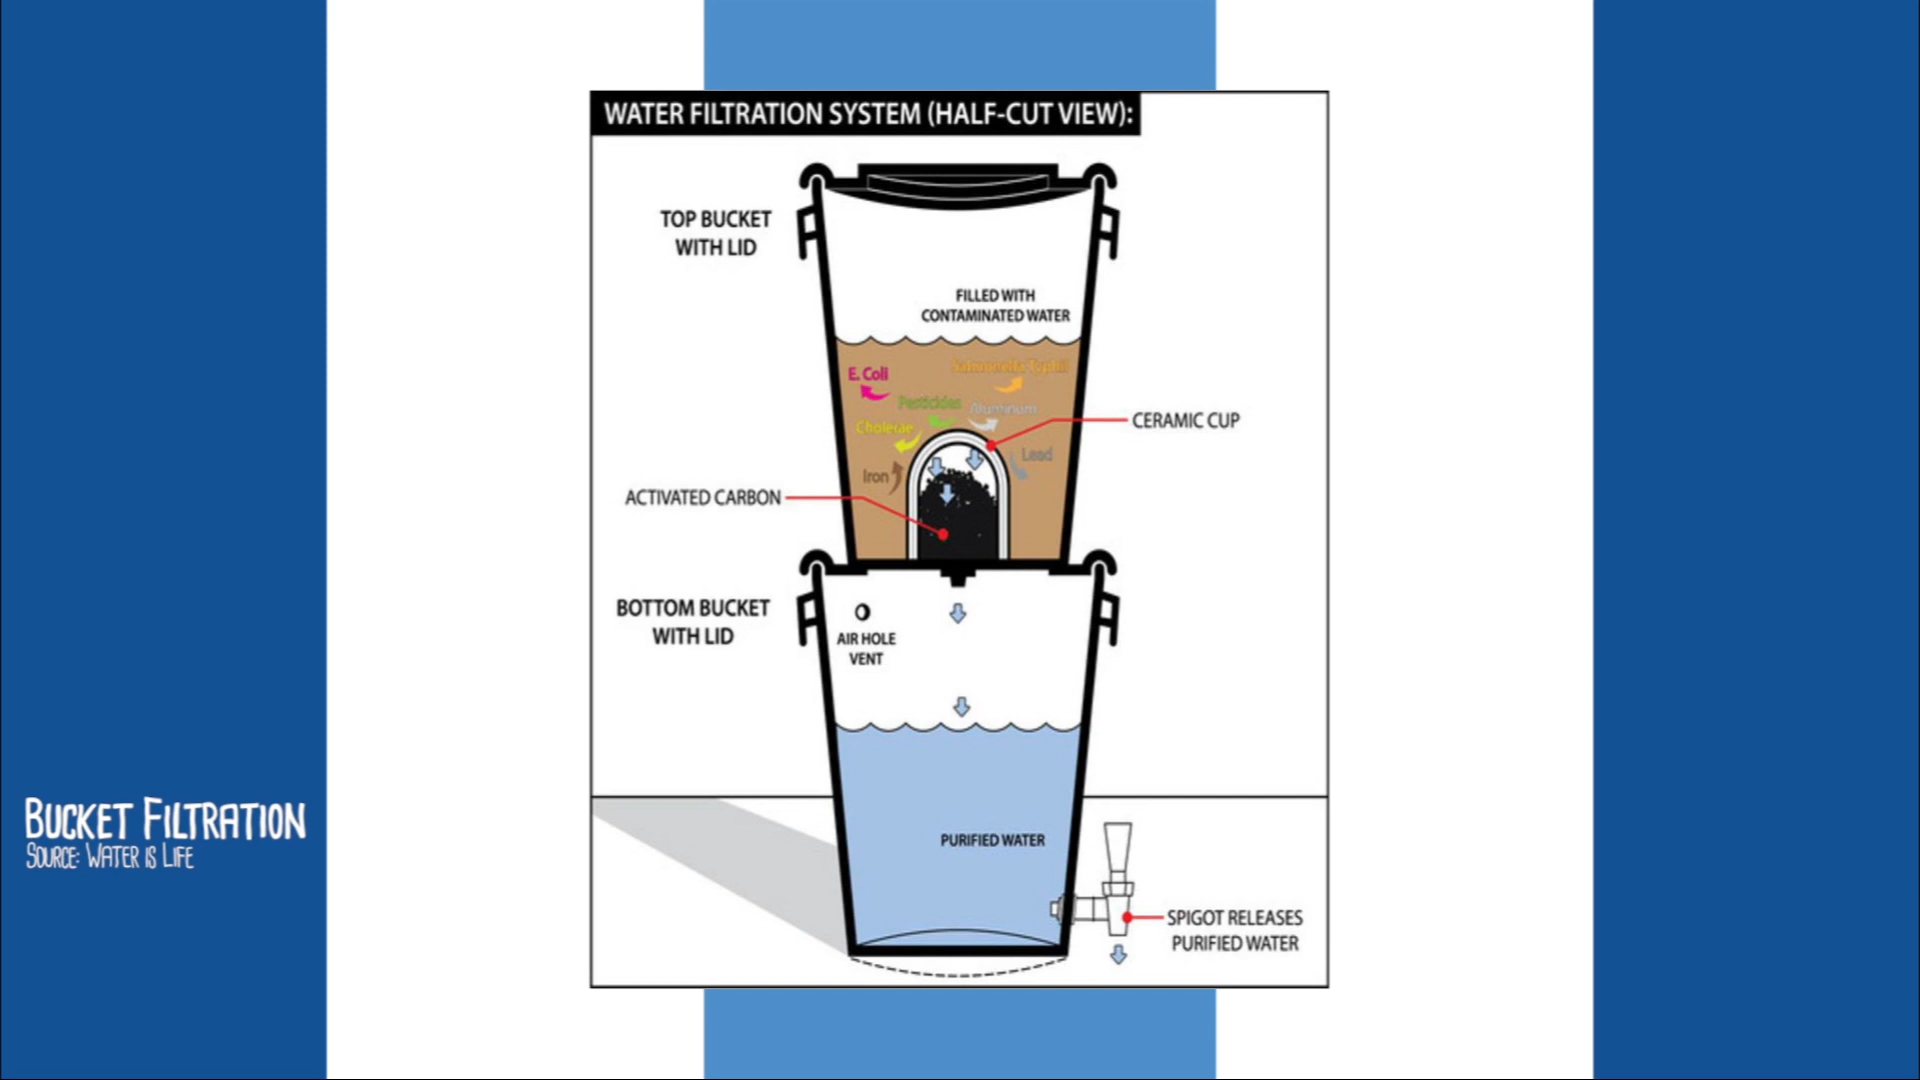 WATER FILTRATION SYSTEM (HALF-CUT VIEW):
TOP BUCKET
WITH LID
FILLED WITH
CONTAMINATED WATER
E. Coli
Salmonella Typhii
Pesticides
Aluminum
Cholerae
CERAMIC CUP
Lead
Iron
ACTIVATED CARBON
BOTTOM BUCKET
WITH LID
AIR HOLE
VENT
PURIFIED WATER
SPIGOT RELEASES
PURIFIED WATER
BUCKET FILTRATION
SOURCE: WATER IS LIFE